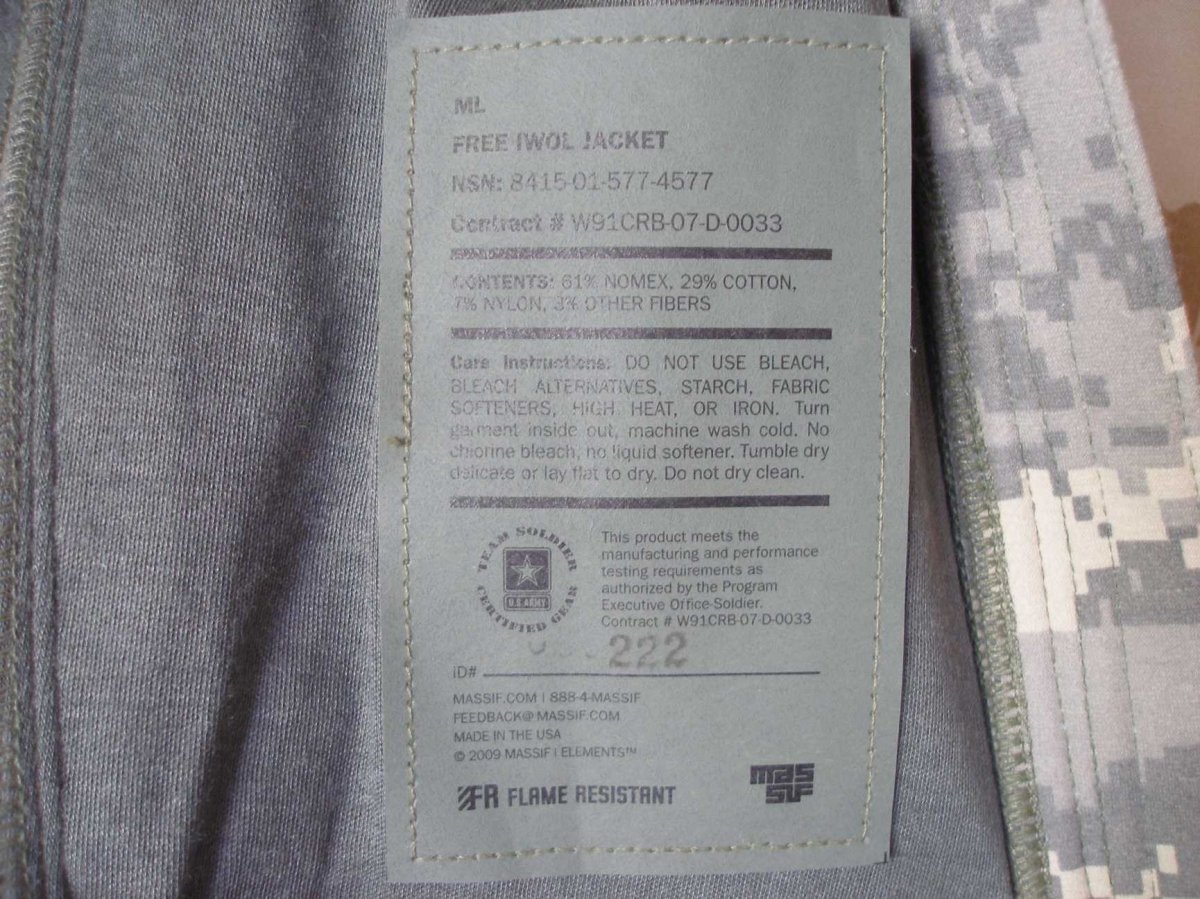 ML
FREE IWOL JACKET
NSN: 8415-01-577-4577
Contract # W91CRB-07-D-0033
CONTENTS: 61% NOMEX, 29% COTTON,
7% NYLON, 3% OTHER FIBERS
Care Instructions: DO NOT USE BLEACH,
BLEACH ALTERNATIVES, STARCH, FABRIC
SOFTENERS, HIGH HEAT, OR IRON. Turn
garment inside out, machine wash cold. No
chlorine bleach, no liquid softener. Tumble dry
delicate or lay flat to dry. Do not dry clean.
TEAM SOLDIER
U.S. ARMY
CERTIFIED GEAR
This product meets the
manufacturing and performance
testing requirements as
authorized by the Program
Executive Office-Soldier.
Contract # W91CRB-07-D-0033
222
ID#
MASSIF.COM | 888-4-MASSIF
FEEDBACK@MASSIF.COM
MADE IN THE USA
© 2009 MASSIF | ELEMENTS™
FR FLAME RESISTANT
massif